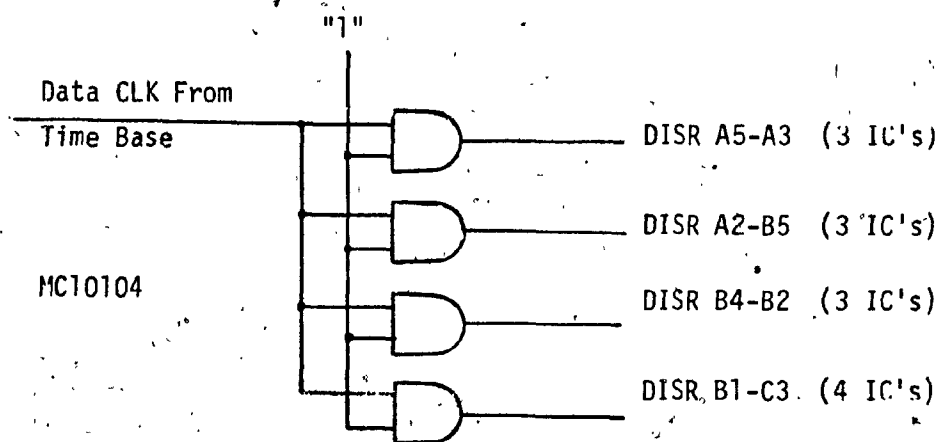 "1"
Data CLK From
Time Base
DISR A5-A3 (3 IC's)
DISR A2-B5 (3 IC's)
MC10104
DISR B4-B2 (3 IC's)
DISR B1-C3 (4 IC's)